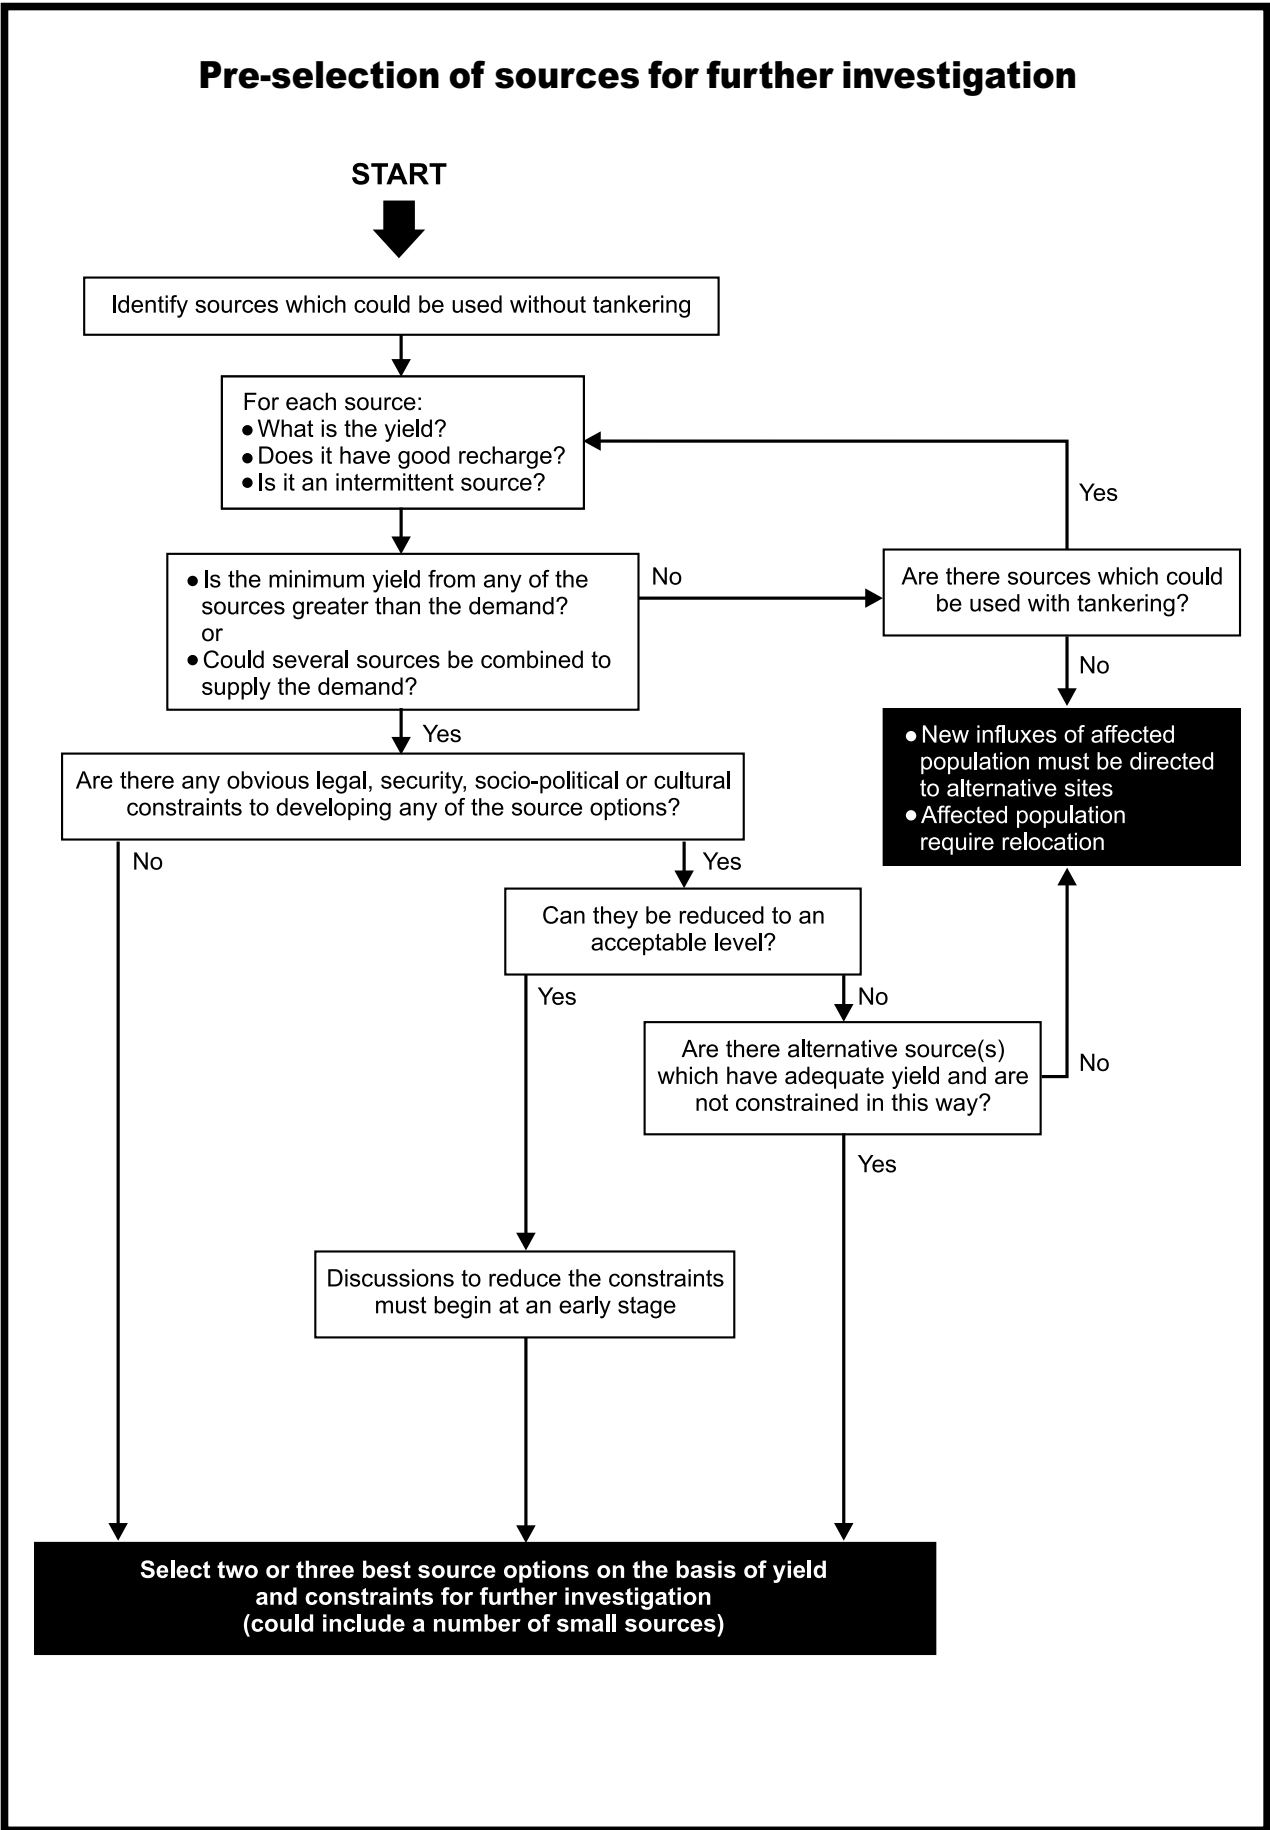 Pre-selection of sources for further investigation
START
Identify sources which could be used without tankering
For each source:
● What is the yield?
● Does it have good recharge?
● Is it an intermittent source?
Yes
● Is the minimum yield from any of the
sources greater than the demand?
or
● Could several sources be combined to
supply the demand?
No
Are there sources which could
be used with tankering?
No
Yes
● New influxes of affected
population must be directed
to alternative sites
● Affected population
require relocation
Are there any obvious legal, security, socio-political or cultural
constraints to developing any of the source options?
No
Yes
Can they be reduced to an
acceptable level?
Yes
No
Are there alternative source(s)
which have adequate yield and are
not constrained in this way?
No
Yes
Discussions to reduce the constraints
must begin at an early stage
Select two or three best source options on the basis of yield
and constraints for further investigation
(could include a number of small sources)